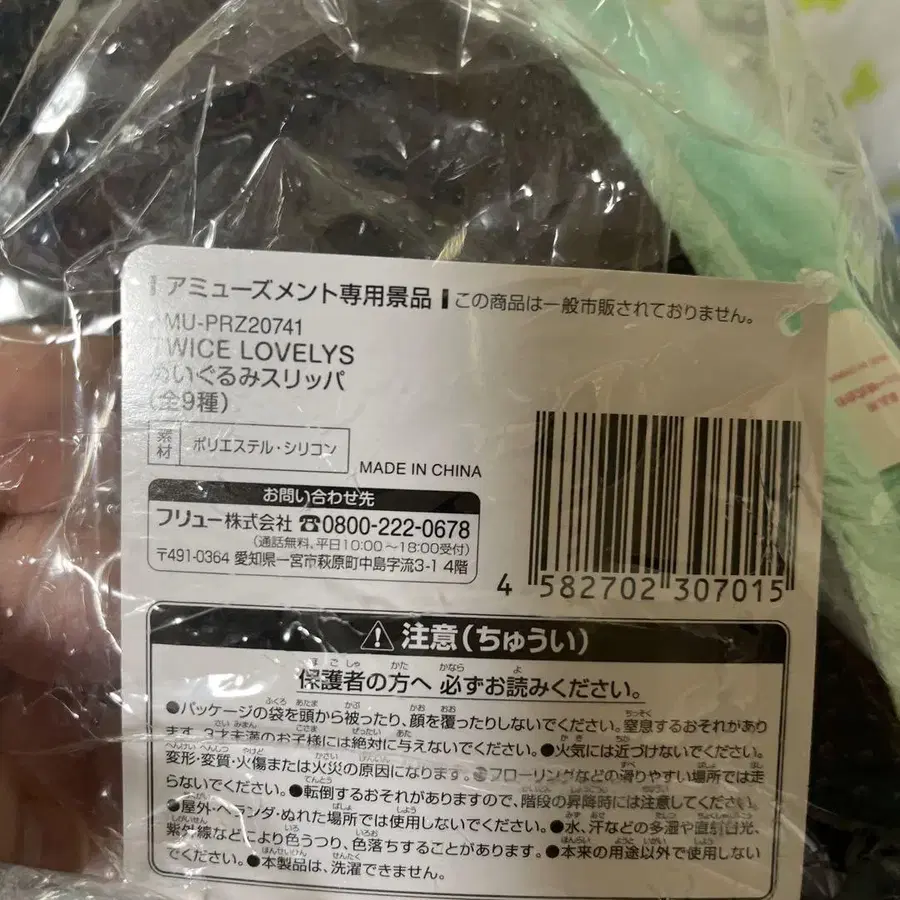 アミューズメント専用景品 この商品は一般市販されておりません。
MU-PRZ20741
TWICE LOVELYS
ぬいぐるみスリッパ
(全9種)
素材 ポリエステル・シリコン
MADE IN CHINA
お問い合わせ先
フリュー株式会社 ☎0800-222-0678
(通話無料、平日10:00~18:00受付)
〒491-0364 愛知県一宮市萩原町中島字流3-1 4階
4 582702 307015
⚠ 注意(ちゅうい)
保護者の方へ 必ずお読みください。
●パッケージの袋を頭から被ったり、顔を覆ったりしないでください。窒息するおそれがあり
ます。3才未満のお子様には絶対に与えないでください。●火気には近づけないでください。
変形・変質・火傷または火災の原因になります。●フローリングなどの滑りやすい場所では走
らないでください。●転倒するおそれがありますので、階段の昇降時には注意してください。
●屋外・ベランダ・ぬれた場所では使用しないでください。●水、汗などの多湿や直射日光、
紫外線などにより色うつり、色落ちすることがあります。●本来の用途以外で使用しない
でください。●本製品は、洗濯できません。